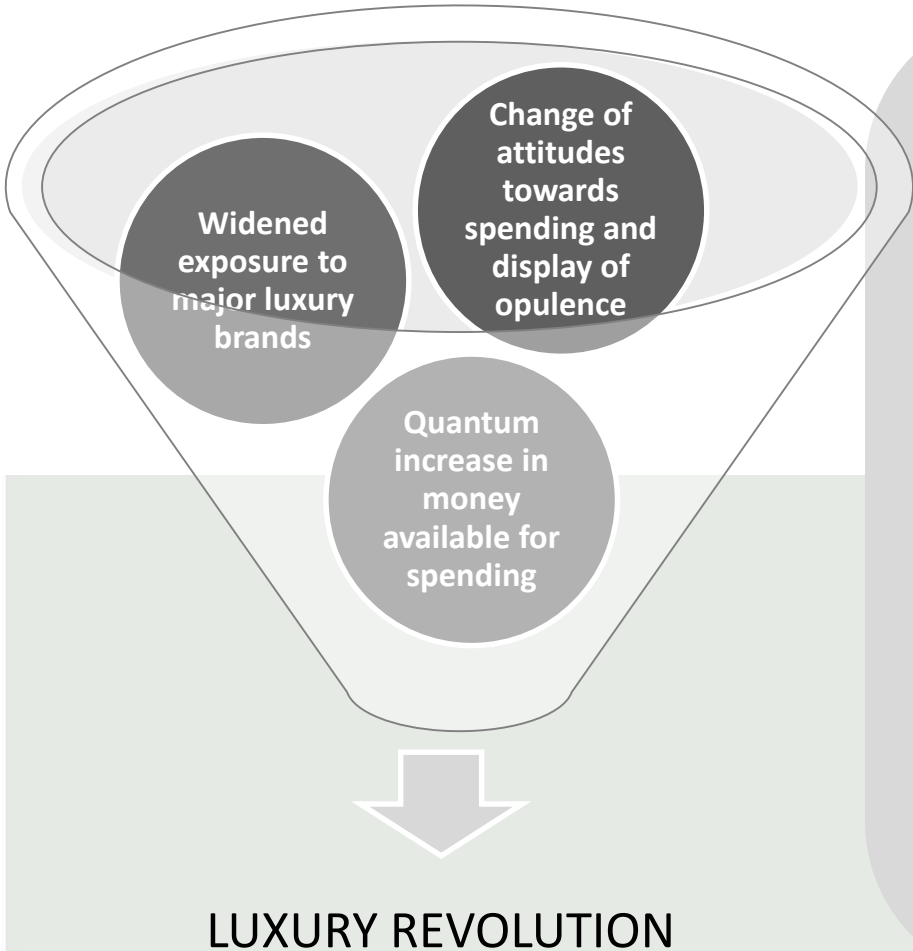 Change of
attitudes
towards
spending and
display of
opulence
Widened
exposure to
major luxury
brands
Quantum
increase in
money
available for
spending
LUXURY REVOLUTION